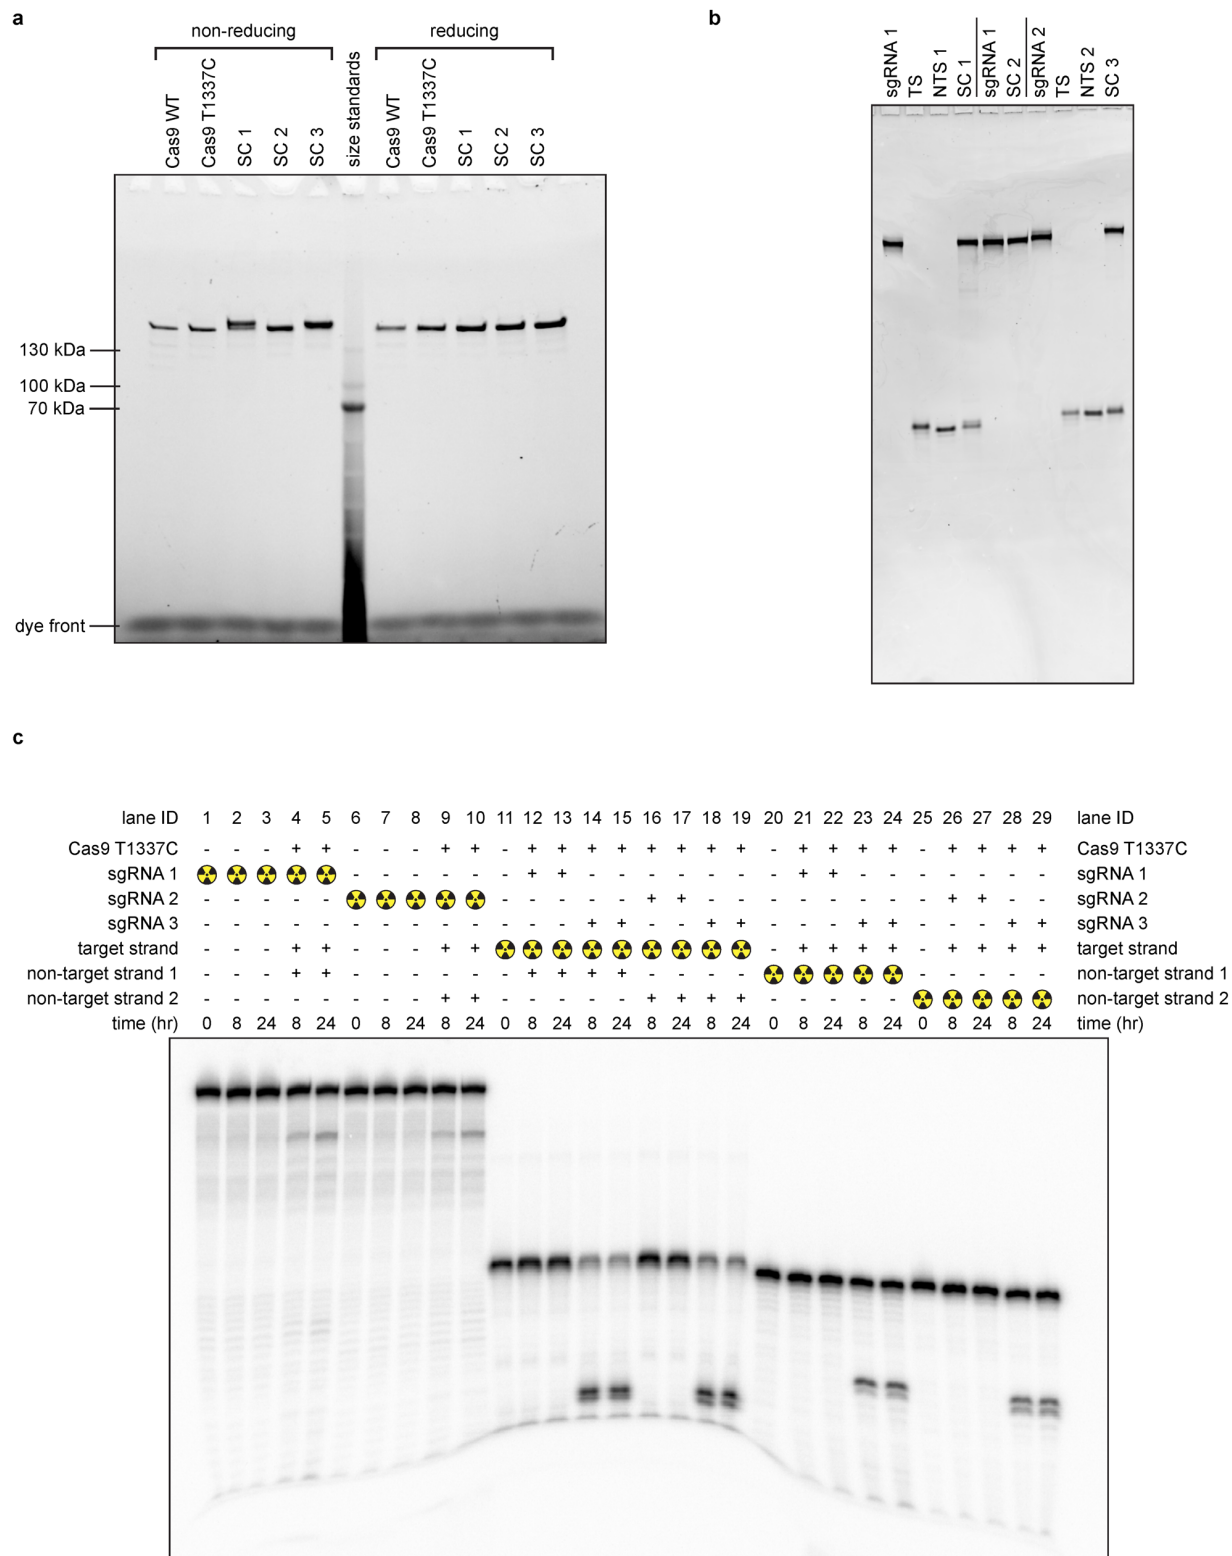 a
non-reducing
reducing
Cas9 WT
Cas9 T1337C
SC 1
SC 2
SC 3
size standards
Cas9 WT
Cas9 T1337C
SC 1
SC 2
SC 3
130 kDa
100 kDa
70 kDa
dye front
b
sgRNA 1
TS
NTS 1
SC 1
sgRNA 1
SC 2
sgRNA 2
TS
NTS 2
SC 3
c
lane ID 1 2 3 4 5 6 7 8 9 10 11 12 13 14 15 16 17 18 19 20 21 22 23 24 25 26 27 28 29 lane ID
Cas9 T1337C - - - + + - - - + + - + + + + + + + + - + + + + - + + + + Cas9 T1337C
sgRNA 1 - - - - - - + + - - - - - - - + + - - - - - - - sgRNA 1
sgRNA 2 - - - - - - - - - - + + - - - - - - - - + + - - sgRNA 2
sgRNA 3 - - - - - - - - - - - - - + + - - + + - - - + + - - - + + sgRNA 3
target strand - - - + + - - - + + - + + + + - + + + + target strand
non-target strand 1 - - - + + - - - - - - + + + + - - - - - - - - - non-target strand 1
non-target strand 2 - - - - - - - - + + - - - - - + + + + - - - - - non-target strand 2
time (hr) 0 8 24 8 24 0 8 24 8 24 0 8 24 8 24 8 24 8 24 0 8 24 8 24 0 8 24 8 24 time (hr)